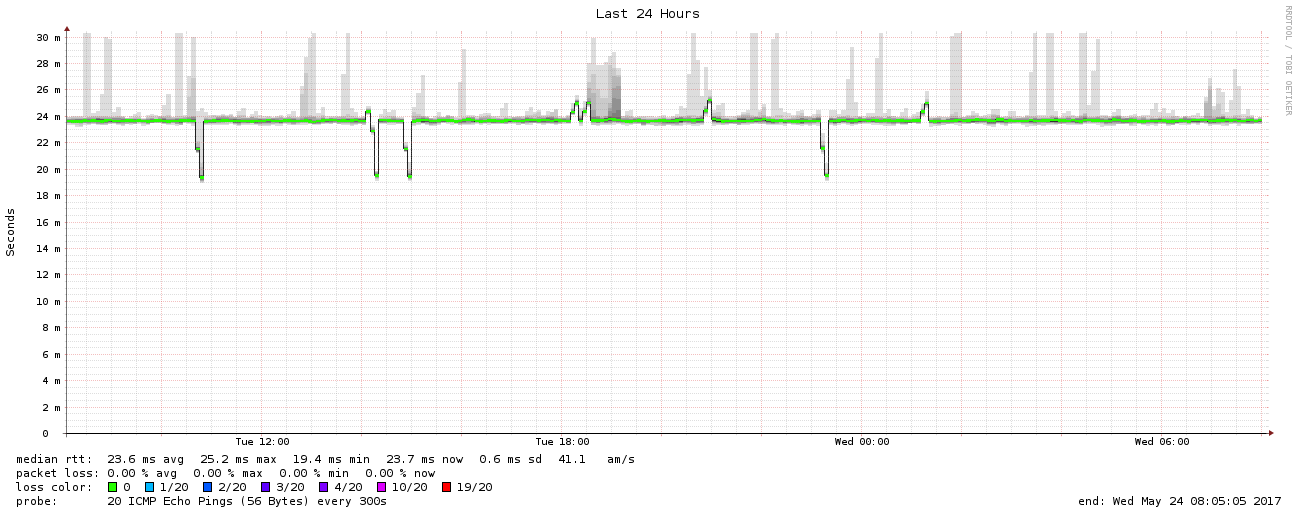 Last 24 Hours
RRDTOOL / TOBI OETIKER
Seconds
30 m
28 m
26 m
24 m
22 m
20 m
18 m
16 m
14 m
12 m
10 m
8 m
6 m
4 m
2 m
0
Tue 12:00 Tue 18:00 Wed 00:00 Wed 06:00
median rtt: 23.6 ms avg 25.2 ms max 19.4 ms min 23.7 ms now 0.6 ms sd 41.1 am/s
packet loss: 0.00 % avg 0.00 % max 0.00 % min 0.00 % now
loss color: 0 1/20 2/20 3/20 4/20 10/20 19/20
probe: 20 ICMP Echo Pings (56 Bytes) every 300s end: Wed May 24 08:05:05 2017